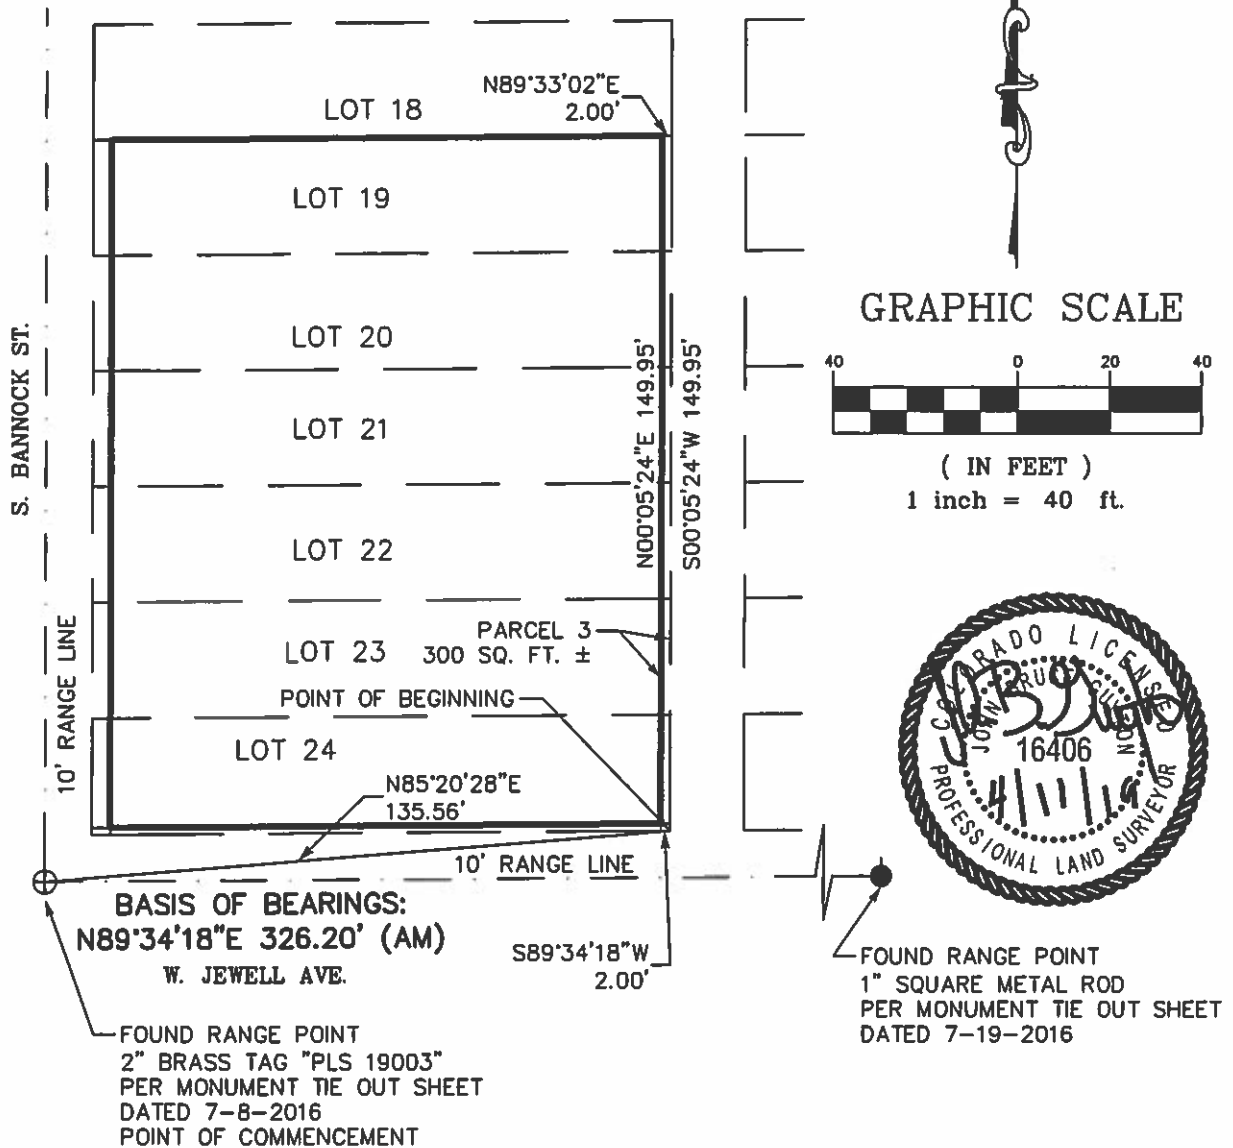 N89°33'02"E
2.00'
LOT 18
LOT 19
LOT 20
LOT 21
LOT 22
LOT 23
LOT 24
S. BANNOCK ST.
10' RANGE LINE
N00°05'24"E 149.95'
S00°05'24"W 149.95'
PARCEL 3
300 SQ. FT. ±
POINT OF BEGINNING
N85°20'28"E
135.56'
10' RANGE LINE
BASIS OF BEARINGS:
N89°34'18"E 326.20' (AM)
W. JEWELL AVE.
S89°34'18"W
2.00'
FOUND RANGE POINT
2" BRASS TAG "PLS 19003"
PER MONUMENT TIE OUT SHEET
DATED 7-8-2016
POINT OF COMMENCEMENT
GRAPHIC SCALE
40 0 20 40
( IN FEET )
1 inch = 40 ft.
COLORADO LICENSED
16406
PROFESSIONAL LAND SURVEYOR
FOUND RANGE POINT
1" SQUARE METAL ROD
PER MONUMENT TIE OUT SHEET
DATED 7-19-2016